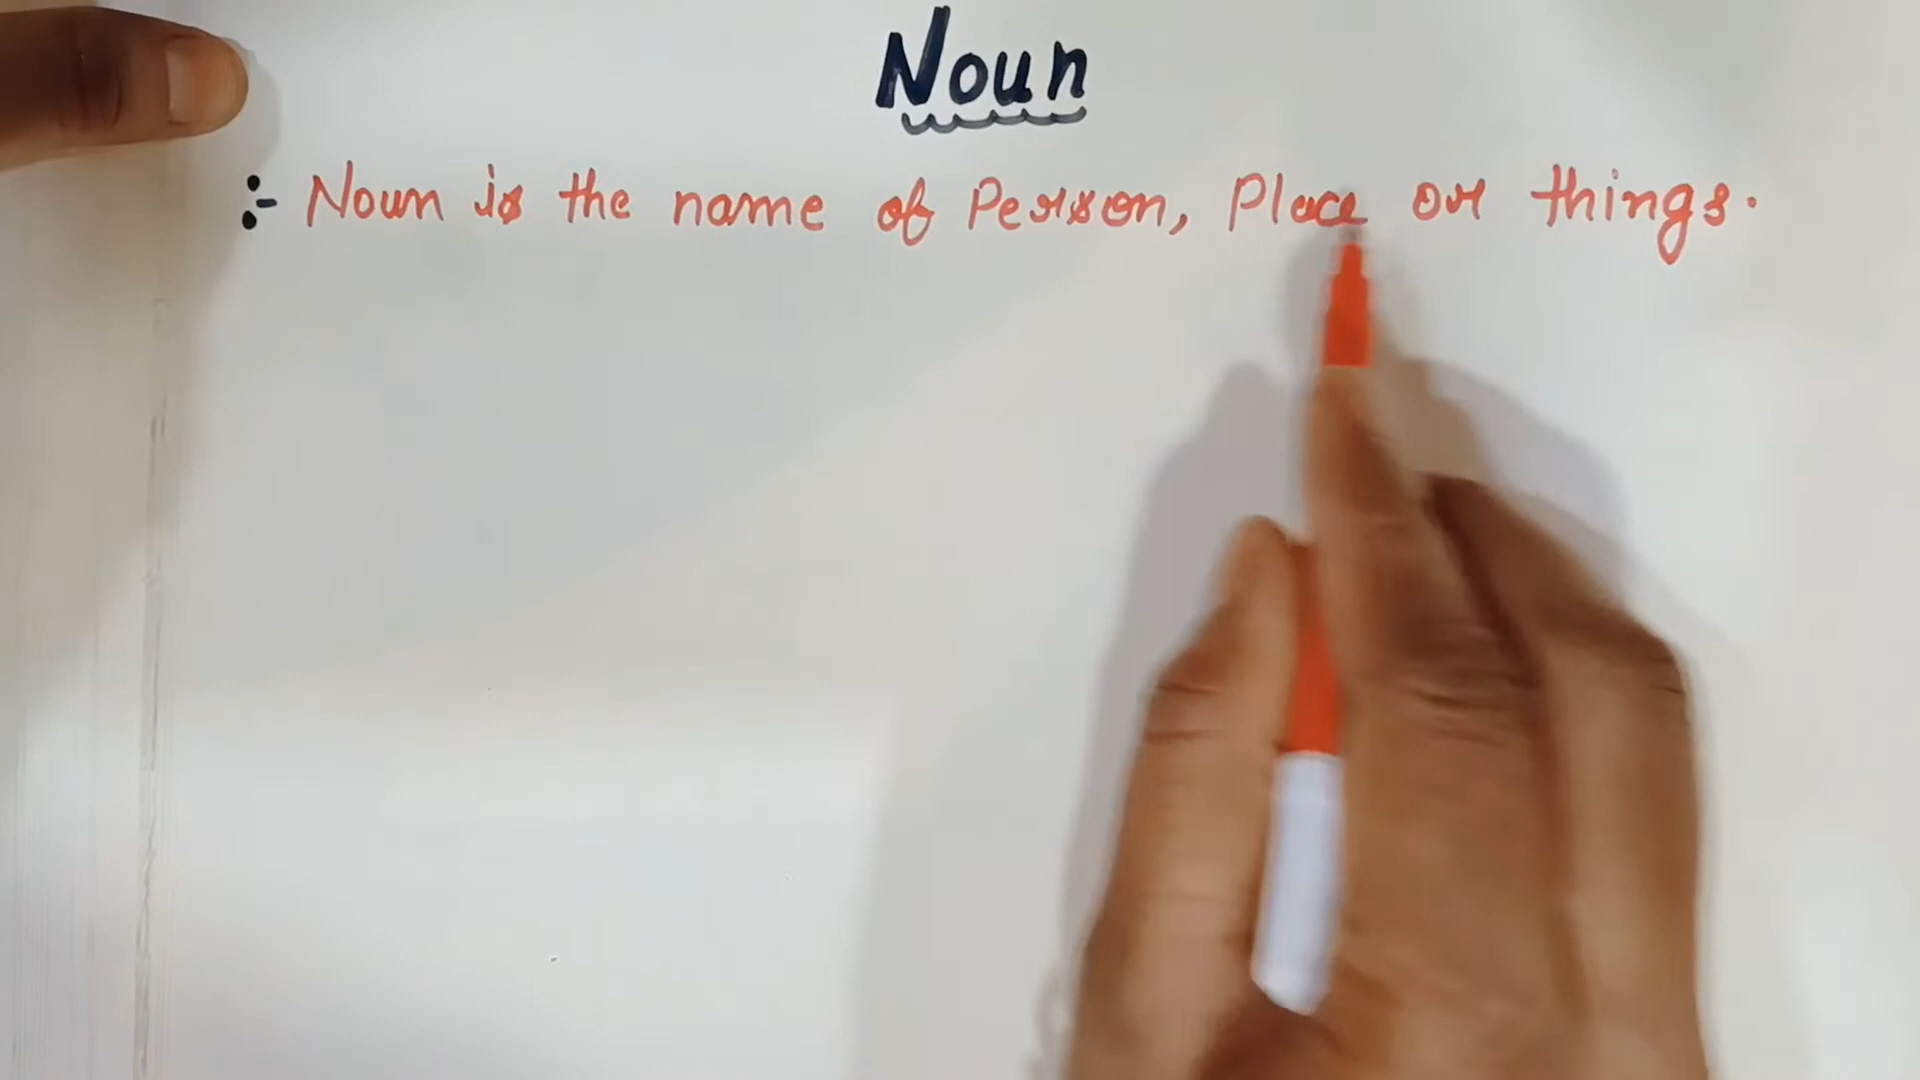 Noun
:- Noun is the name of Person, Place or things.